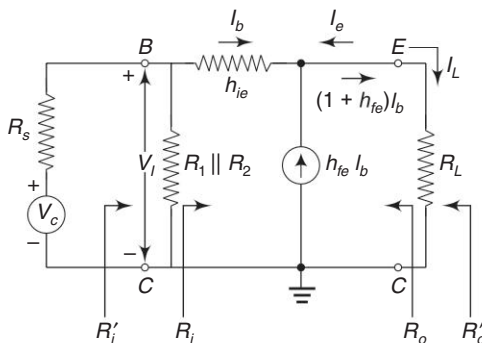 I_b
I_e
B
E
+
h_ie
(1 + h_fe)I_b
I_L
R_s
V_I
R_1 || R_2
h_fe I_b
R_L
+
V_c
–
–
C
C
R_i'
R_i
R_o
R_o'